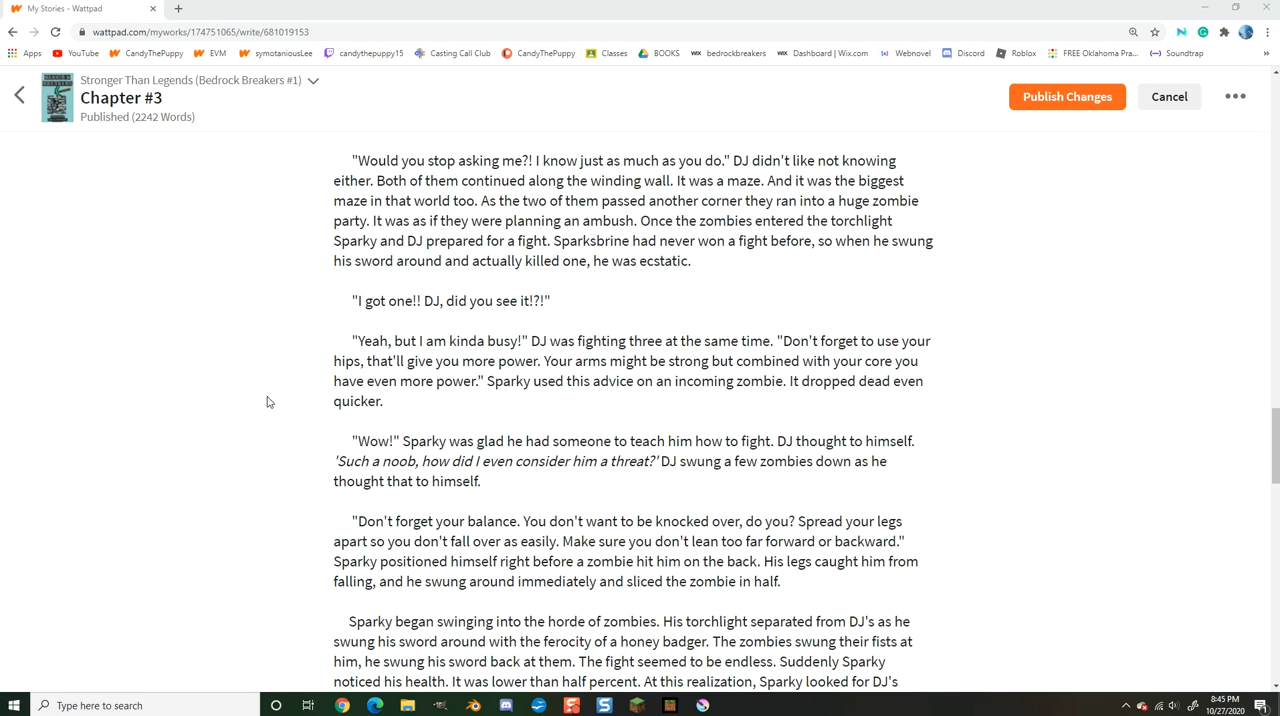 My Stories - Wattpad
wattpad.com/myworks/174751065/write/681019153
Apps YouTube CandyThePuppy EVM symotaniousLee candythepuppy15 Casting Call Club CandyThePuppy Classes BOOKS bedrockbreakers Dashboard | Wix.com Webnovel Discord Roblox FREE Oklahoma Pra... Soundtrap
Stronger Than Legends (Bedrock Breakers #1)
Chapter #3
Published (2242 Words)
Publish Changes
Cancel
"Would you stop asking me?! I know just as much as you do." DJ didn't like not knowing
either. Both of them continued along the winding wall. It was a maze. And it was the biggest
maze in that world too. As the two of them passed another corner they ran into a huge zombie
party. It was as if they were planning an ambush. Once the zombies entered the torchlight
Sparky and DJ prepared for a fight. Sparksbrine had never won a fight before, so when he swung
his sword around and actually killed one, he was ecstatic.
"I got one!! DJ, did you see it!?!"
"Yeah, but I am kinda busy!" DJ was fighting three at the same time. "Don't forget to use your
hips, that'll give you more power. Your arms might be strong but combined with your core you
have even more power." Sparky used this advice on an incoming zombie. It dropped dead even
quicker.
"Wow!" Sparky was glad he had someone to teach him how to fight. DJ thought to himself.
'Such a noob, how did I even consider him a threat?' DJ swung a few zombies down as he
thought that to himself.
"Don't forget your balance. You don't want to be knocked over, do you? Spread your legs
apart so you don't fall over as easily. Make sure you don't lean too far forward or backward."
Sparky positioned himself right before a zombie hit him on the back. His legs caught him from
falling, and he swung around immediately and sliced the zombie in half.
Sparky began swinging into the horde of zombies. His torchlight separated from DJ's as he
swung his sword around with the ferocity of a honey badger. The zombies swung their fists at
him, he swung his sword back at them. The fight seemed to be endless. Suddenly Sparky
noticed his health. It was lower than half percent. At this realization, Sparky looked for DJ's
Type here to search
8:45 PM
10/27/2020